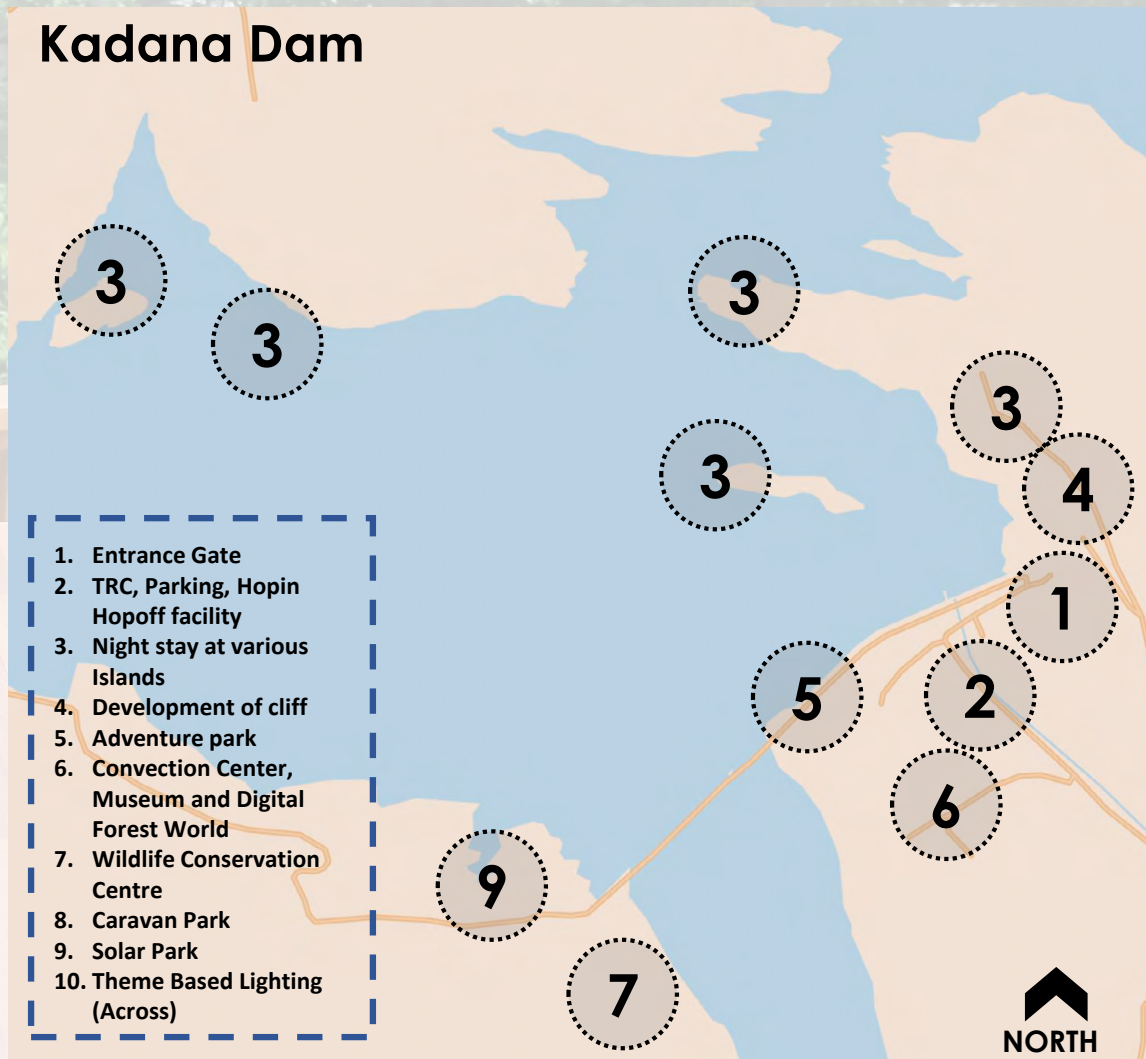 Kadana Dam
3
3
3
3
3
4
1
5
2
6
9
7
1. Entrance Gate
2. TRC, Parking, Hopin
Hopoff facility
3. Night stay at various
Islands
4. Development of cliff
5. Adventure park
6. Convection Center,
Museum and Digital
Forest World
7. Wildlife Conservation
Centre
8. Caravan Park
9. Solar Park
10. Theme Based Lighting
(Across)
NORTH